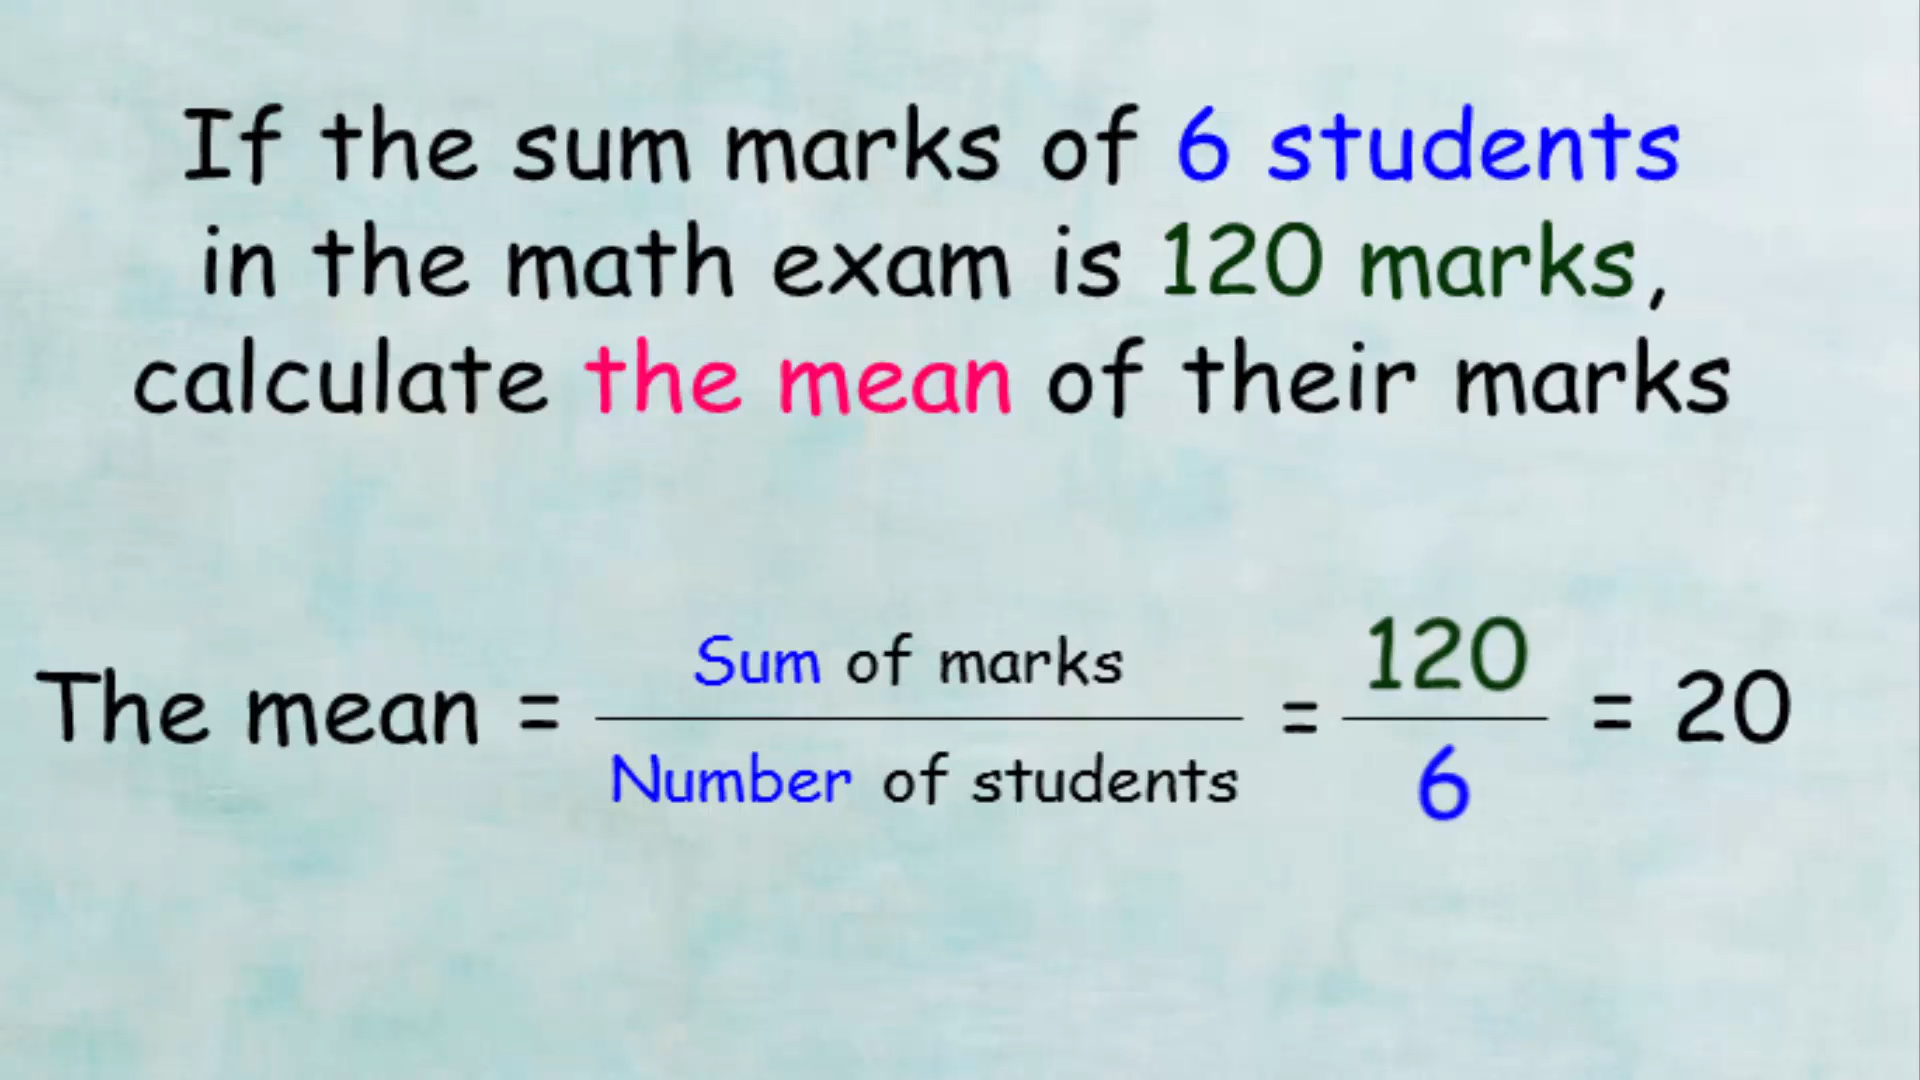 If the sum marks of 6 students
in the math exam is 120 marks,
calculate the mean of their marks
The mean = Sum of marks / Number of students = 120 / 6 = 20